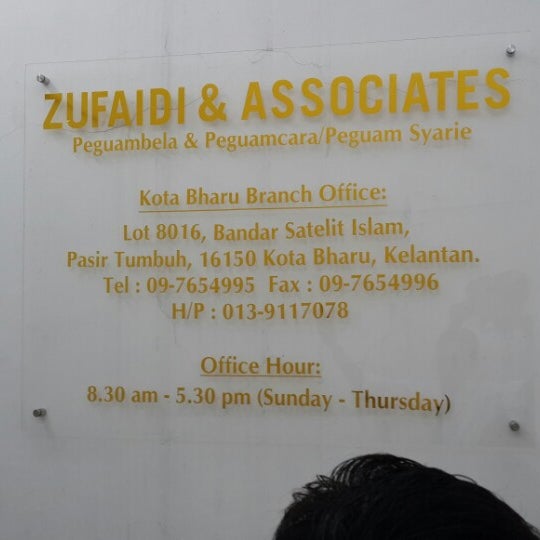 ZUFAIDI & ASSOCIATES
Peguambela & Peguamcara/Peguam Syarie
Kota Bharu Branch Office:
Lot 8016, Bandar Satelit Islam,
Pasir Tumbuh, 16150 Kota Bharu, Kelantan.
Tel : 09-7654995 Fax : 09-7654996
H/P : 013-9117078
Office Hour:
8.30 am - 5.30 pm (Sunday - Thursday)